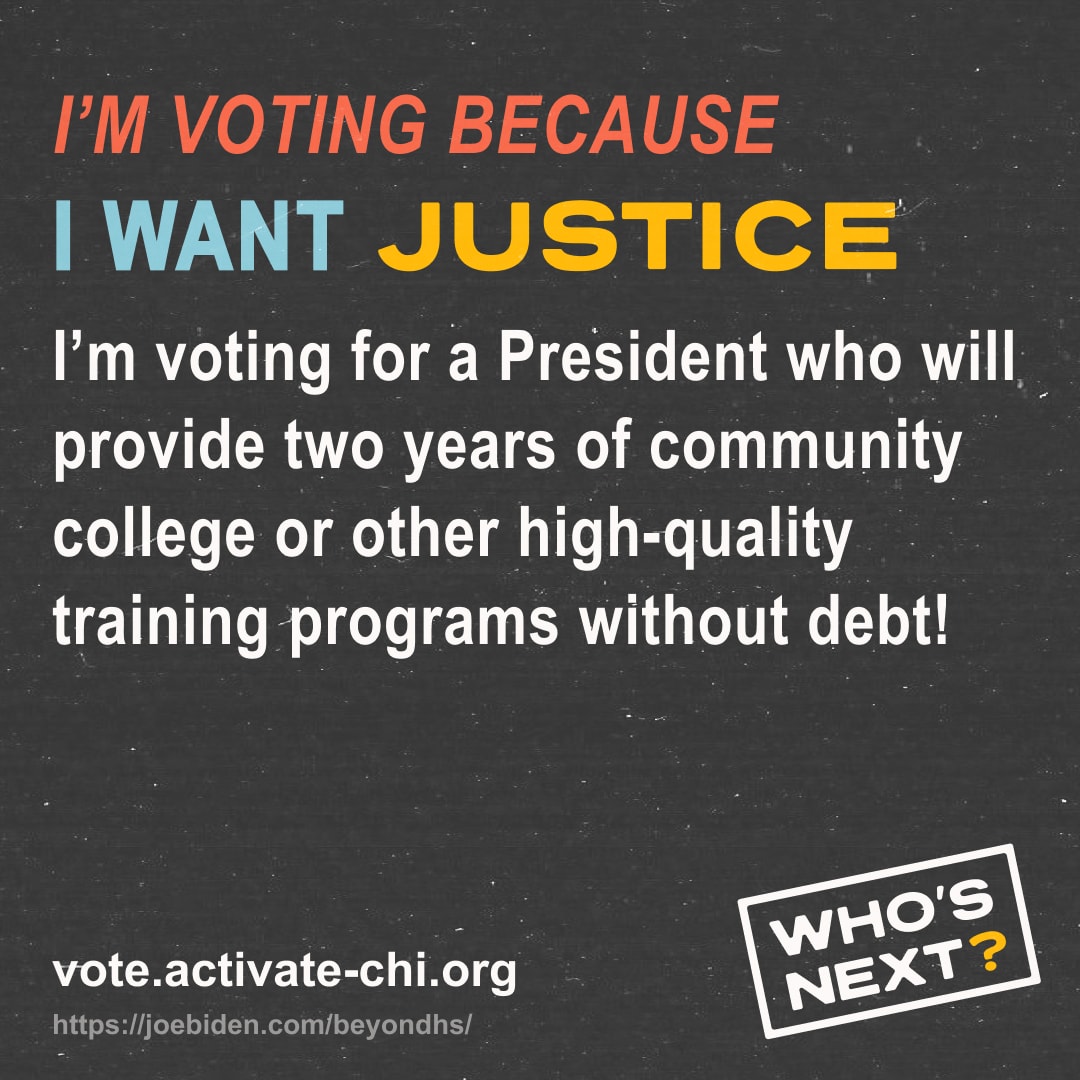 I’M VOTING BECAUSE
I WANT JUSTICE
I’m voting for a President who will
provide two years of community
college or other high-quality
training programs without debt!
WHO’S
NEXT?
vote.activate-chi.org
https://joebiden.com/beyondhs/